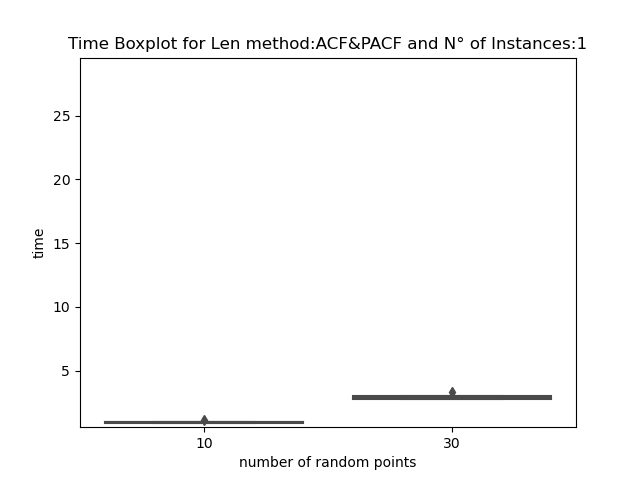 Time Boxplot for Len method:ACF&PACF and N° of Instances:1
25
20
15
10
5
time
10 30
number of random points